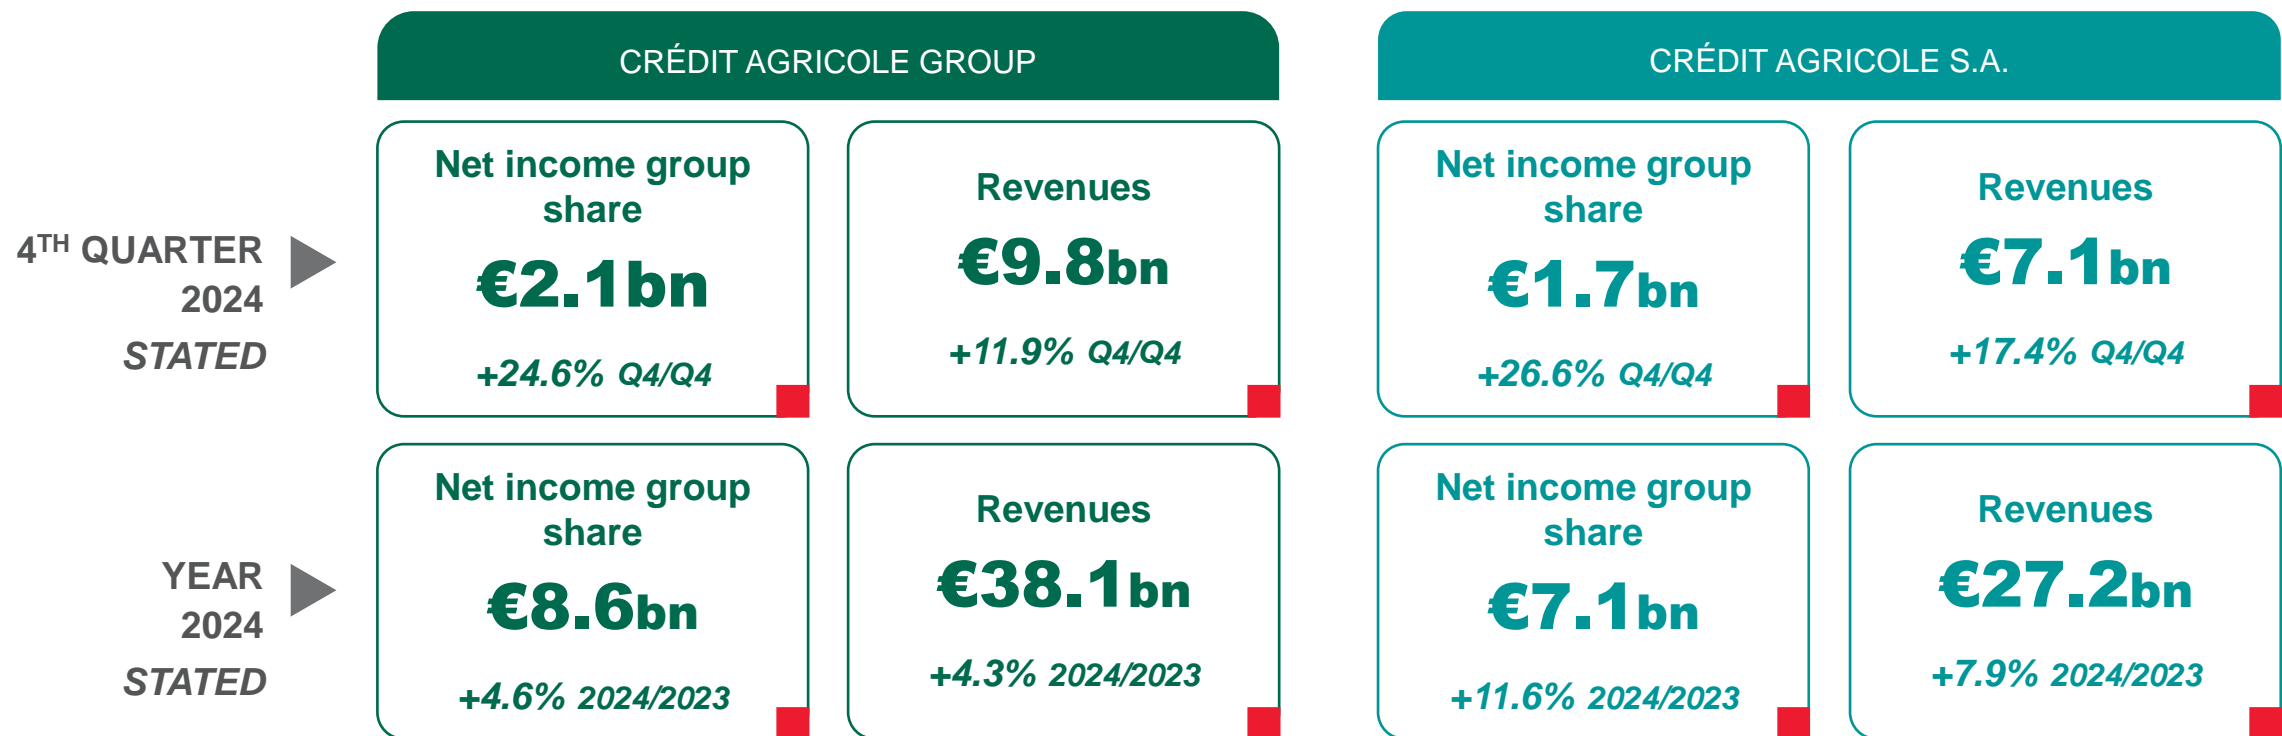 CRÉDIT AGRICOLE GROUP
CRÉDIT AGRICOLE S.A.
4TH QUARTER
2024
STATED
Net income group
share
€2.1bn
+24.6% Q4/Q4
Revenues
€9.8bn
+11.9% Q4/Q4
Net income group
share
€1.7bn
+26.6% Q4/Q4
Revenues
€7.1bn
+17.4% Q4/Q4
YEAR
2024
STATED
Net income group
share
€8.6bn
+4.6% 2024/2023
Revenues
€38.1bn
+4.3% 2024/2023
Net income group
share
€7.1bn
+11.6% 2024/2023
Revenues
€27.2bn
+7.9% 2024/2023